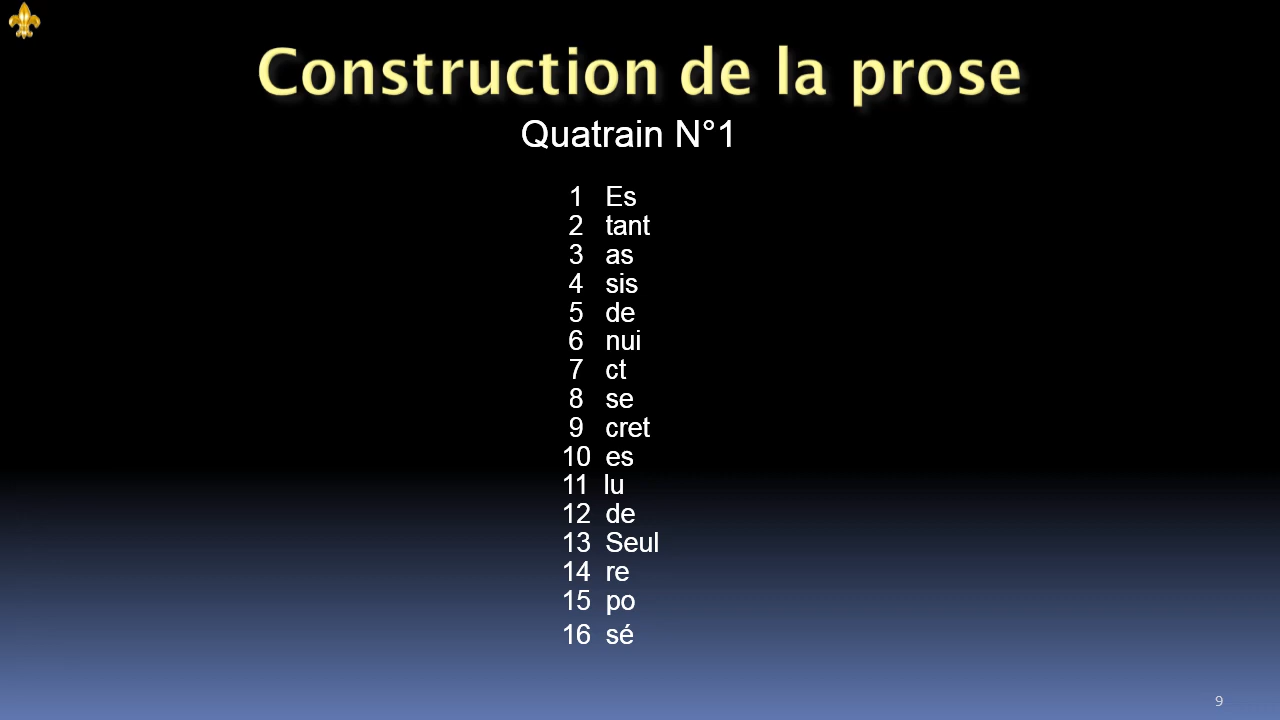 Construction de la prose
Quatrain N°1
1 Es
2 tant
3 as
4 sis
5 de
6 nui
7 ct
8 se
9 cret
10 es
11 lu
12 de
13 Seul
14 re
15 po
16 sé
9